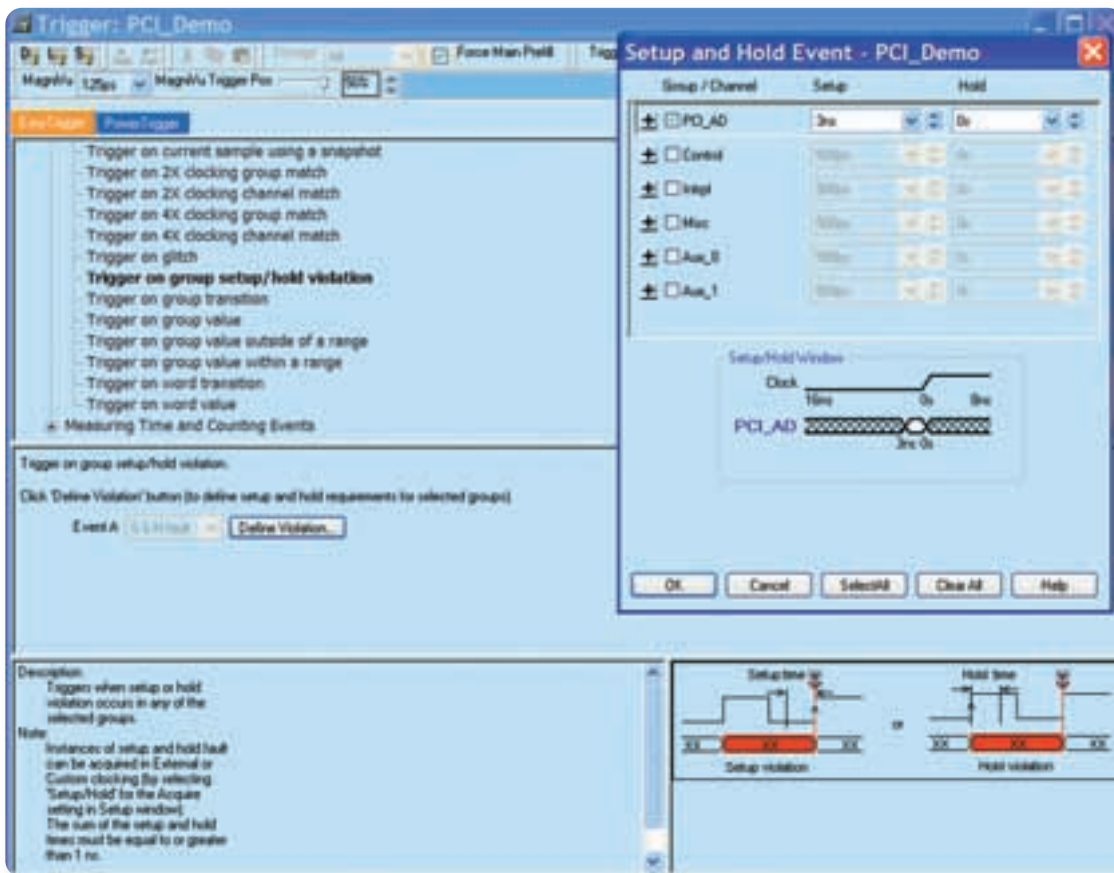 Trigger: PCI_Demo
Force Main Prefill
MagniVu 125ps MagniVu Trigger Pos 50%
EasyTrigger PowerTrigger
Trigger on current sample using a snapshot
Trigger on 2X clocking group match
Trigger on 2X clocking channel match
Trigger on 4X clocking group match
Trigger on 4X clocking channel match
Trigger on glitch
Trigger on group setup/hold violation
Trigger on group transition
Trigger on group value
Trigger on group value outside of a range
Trigger on group value within a range
Trigger on word transition
Trigger on word value
Measuring Time and Counting Events
Trigger on group setup/hold violation.
Click 'Define Violation' button (to define setup and hold requirements for selected groups).
Event A Define Violation...
Description:
Triggers when setup or hold
violation occurs in any of the
selected groups.
Note:
Instances of setup and hold fault
can be acquired in External or
Custom clocking (by selecting
'Setup/Hold' for the Acquire
setting in Setup window).
The sum of the setup and hold
times must be equal to or greater
than 1 ns.
Setup and Hold Event - PCI_Demo
Group / Channel Setup Hold
PCI_AD 3ns 0s
Control
Misc
Aux_0
Aux_1
Setup/Hold Window
Clock
16ns 0s 8ns
PCI_AD
3ns 0s
OK Cancel SelectAll Clear All Help
Setup time Hold time
or
XX XX XX XX XX XX
Setup violation Hold violation